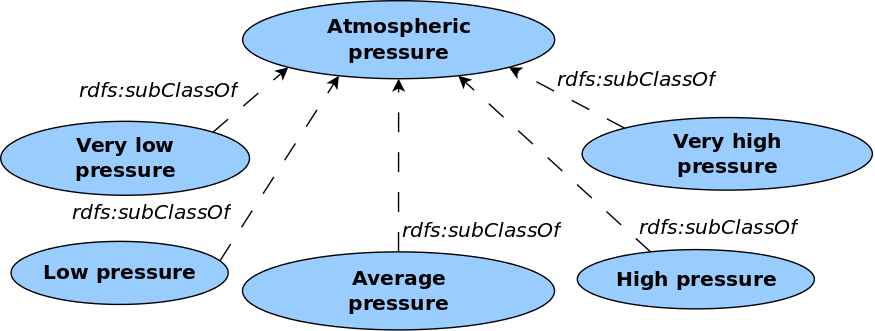 Atmospheric
pressure
rdfs:subClassOf
rdfs:subClassOf
Very low
pressure
Very high
pressure
rdfs:subClassOf
rdfs:subClassOf
rdfs:subClassOf
Low pressure
Average
pressure
High pressure